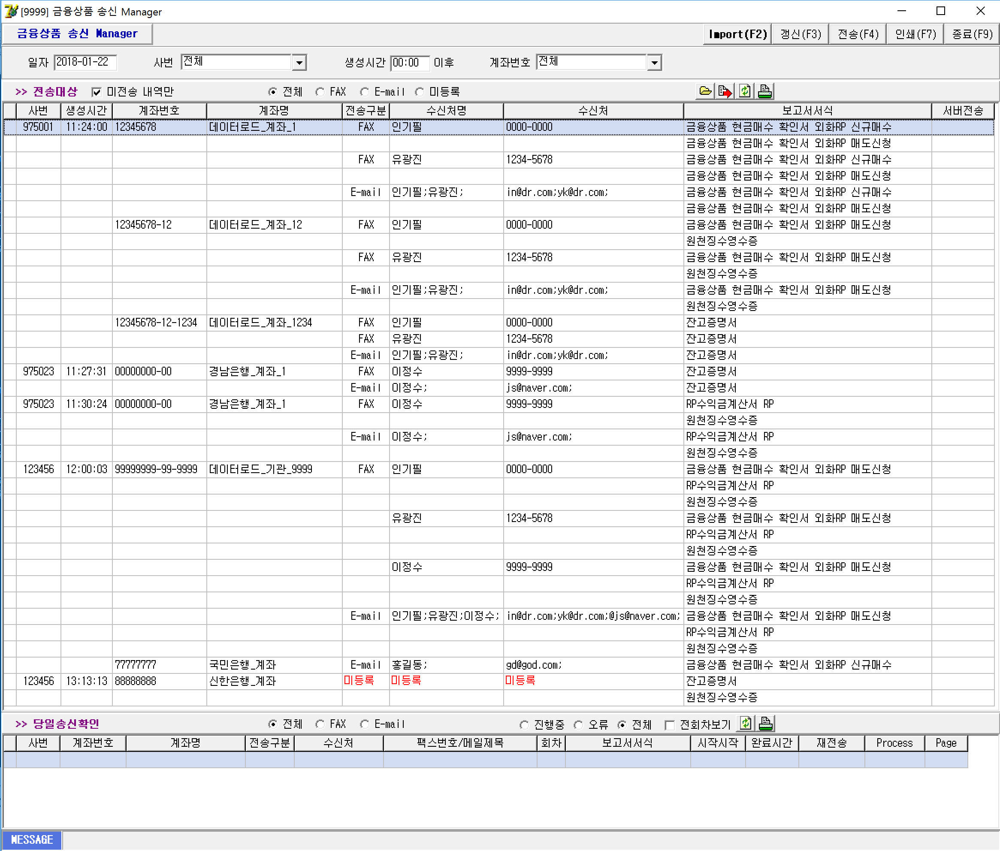 [9999] 금융상품 송신 Manager
금융상품 송신 Manager Import(F2) 갱신(F3) 전송(F4) 인쇄(F7) 종료(F9)
일자 2018-01-22 사번 전체 생성시간 00:00 이후 계좌번호 전체
>> 전송대상 미전송 내역만 전체 FAX E-mail 미등록
사번 생성시간 계좌번호 계좌명 전송구분 수신처명 수신처 보고서서식 서버전송
975001 11:24:00 12345678 데이터로드_계좌_1 FAX 인기필 0000-0000 금융상품 현금매수 확인서 외화RP 신규매수
금융상품 현금매수 확인서 외화RP 매도신청
FAX 유광진 1234-5678 금융상품 현금매수 확인서 외화RP 신규매수
금융상품 현금매수 확인서 외화RP 매도신청
E-mail 인기필;유광진; in@dr.com;yk@dr.com; 금융상품 현금매수 확인서 외화RP 신규매수
금융상품 현금매수 확인서 외화RP 매도신청
12345678-12 데이터로드_계좌_12 FAX 인기필 0000-0000 금융상품 현금매수 확인서 외화RP 매도신청
원천징수영수증
FAX 유광진 1234-5678 금융상품 현금매수 확인서 외화RP 매도신청
원천징수영수증
E-mail 인기필;유광진; in@dr.com;yk@dr.com; 금융상품 현금매수 확인서 외화RP 매도신청
원천징수영수증
12345678-12-1234 데이터로드_계좌_1234 FAX 인기필 0000-0000 잔고증명서
FAX 유광진 1234-5678 잔고증명서
E-mail 인기필;유광진; in@dr.com;yk@dr.com; 잔고증명서
975023 11:27:31 00000000-00 경남은행_계좌_1 FAX 이정수 9999-9999 잔고증명서
E-mail 이정수; js@naver.com; 잔고증명서
975023 11:30:24 00000000-00 경남은행_계좌_1 FAX 이정수 9999-9999 RP수익금계산서 RP
원천징수영수증
E-mail 이정수; js@naver.com; RP수익금계산서 RP
원천징수영수증
123456 12:00:03 99999999-99-9999 데이터로드_기관_9999 FAX 인기필 0000-0000 금융상품 현금매수 확인서 외화RP 매도신청
RP수익금계산서 RP
원천징수영수증
유광진 1234-5678 금융상품 현금매수 확인서 외화RP 매도신청
RP수익금계산서 RP
원천징수영수증
이정수 9999-9999 금융상품 현금매수 확인서 외화RP 매도신청
RP수익금계산서 RP
원천징수영수증
E-mail 인기필;유광진;이정수; in@dr.com;yk@dr.com;@js@naver.com; 금융상품 현금매수 확인서 외화RP 매도신청
RP수익금계산서 RP
원천징수영수증
77777777 국민은행_계좌 E-mail 홍길동; gd@god.com; 금융상품 현금매수 확인서 외화RP 신규매수
123456 13:13:13 88888888 신한은행_계좌 미등록 미등록 미등록 잔고증명서
원천징수영수증
>> 당일송신확인 전체 FAX E-mail 진행중 오류 전체 전회차보기
사번 계좌번호 계좌명 전송구분 수신처 팩스번호/메일제목 회차 보고서서식 시작시작 완료시간 재전송 Process Page
MESSAGE